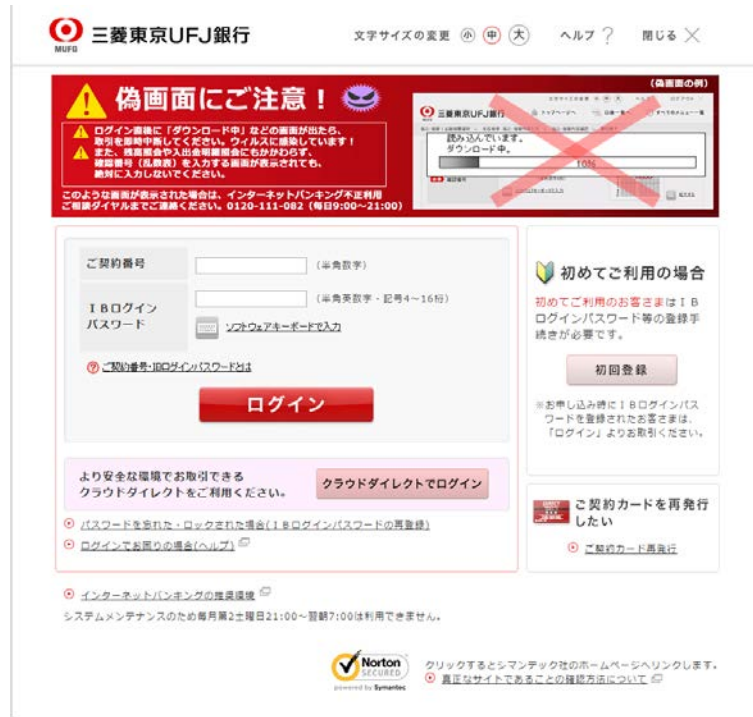 MUFG
三菱東京UFJ銀行
文字サイズの変更 小 中 大
ヘルプ ?
閉じる
偽画面にご注意!
(偽画面の例)
ログイン直後に「ダウンロード中」などの画面が出たら、
取引を即時中断してください。ウィルスに感染しています!
また、残高照会や入出金明細照会にもかかわらず、
確認番号(乱数表)を入力する画面が表示されても、
絶対に入力しないでください。
このような画面が表示された場合は、インターネットバンキング不正利用
ご相談ダイヤルまでご連絡ください。0120-111-082(毎日9:00~21:00)
三菱東京UFJ銀行
読み込んでいます。
ダウンロード中。
10%
ご契約番号
(半角数字)
IBログイン
パスワード
(半角英数字・記号4~16桁)
ソフトウェアキーボードで入力
ご契約番号・IBログインパスワードとは
ログイン
より安全な環境でお取引できる
クラウドダイレクトをご利用ください。
クラウドダイレクトでログイン
パスワードを忘れた・ロックされた場合(IBログインパスワードの再登録)
ログインでお困りの場合(ヘルプ)
初めてご利用の場合
初めてご利用のお客さまはIB
ログインパスワード等の登録手
続きが必要です。
初回登録
※お申し込み時にIBログインパス
ワードを登録されたお客さまは、
「ログイン」よりお取引ください。
ご契約カードを再発行
したい
ご契約カード再発行
インターネットバンキングの推奨環境
システムメンテナンスのため毎月第2土曜日21:00~翌朝7:00は利用できません。
Norton
SECURED
powered by Symantec
クリックするとシマンテック社のホームページへリンクします。
真正なサイトであることの確認方法について